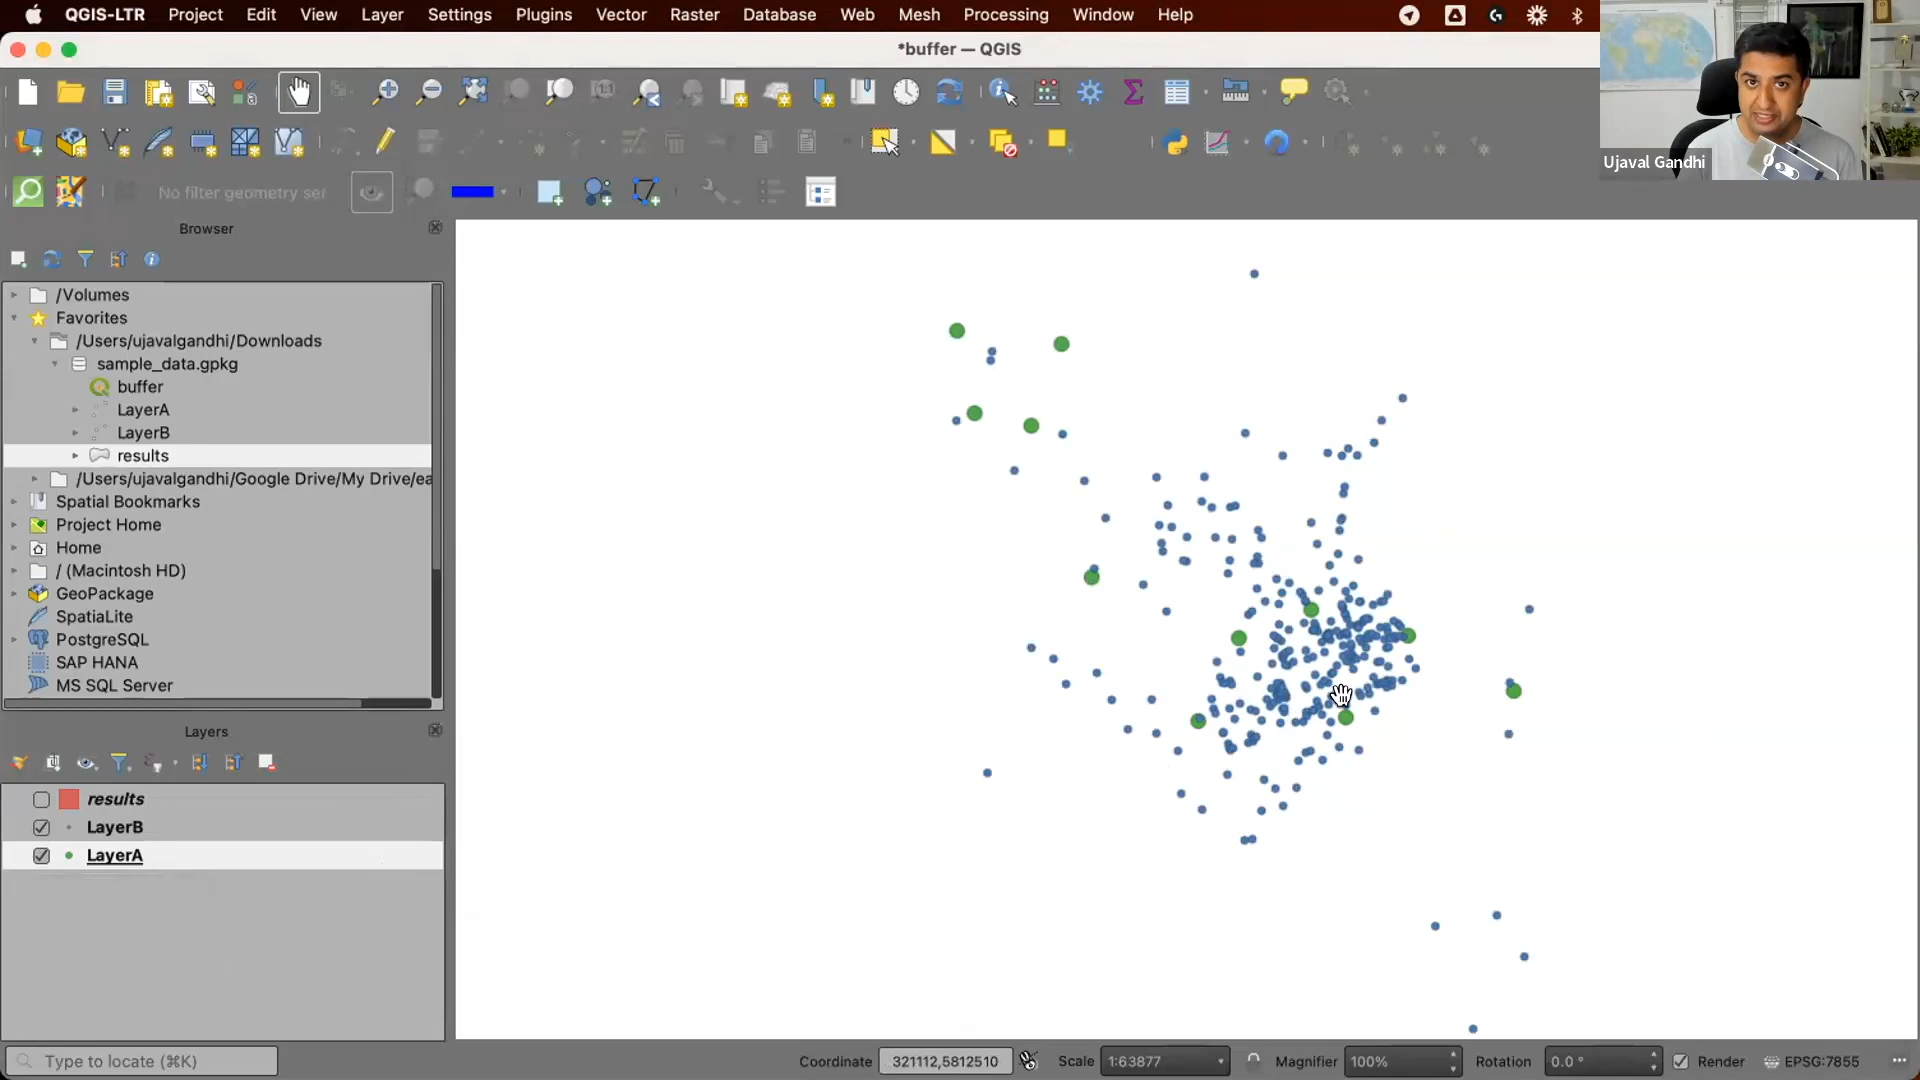 QGIS-LTR Project Edit View Layer Settings Plugins Vector Raster Database Web Mesh Processing Window Help
*buffer — QGIS
Ujaval Gandhi
No filter geometry ser
Browser
/Volumes
Favorites
/Users/ujavalgandhi/Downloads
sample_data.gpkg
buffer
LayerA
LayerB
results
/Users/ujavalgandhi/Google Drive/My Drive/ea
Spatial Bookmarks
Project Home
Home
/ (Macintosh HD)
GeoPackage
SpatiaLite
PostgreSQL
SAP HANA
MS SQL Server
Layers
results
LayerB
LayerA
Type to locate (⌘K)
Coordinate 321112,5812510 Scale 1:63877 Magnifier 100% Rotation 0.0 ° Render EPSG:7855